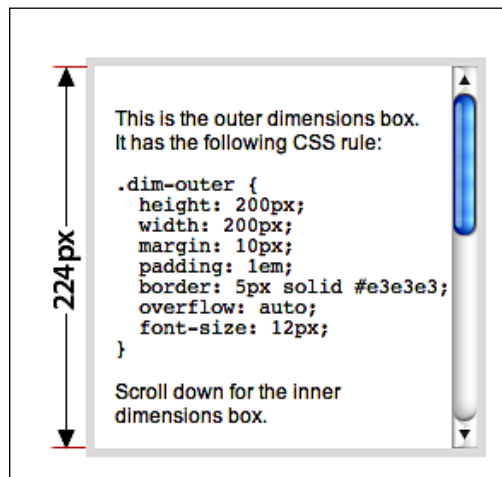 224px
This is the outer dimensions box.
It has the following CSS rule:
.dim-outer {
  height: 200px;
  width: 200px;
  margin: 10px;
  padding: 1em;
  border: 5px solid #e3e3e3;
  overflow: auto;
  font-size: 12px;
}
Scroll down for the inner
dimensions box.